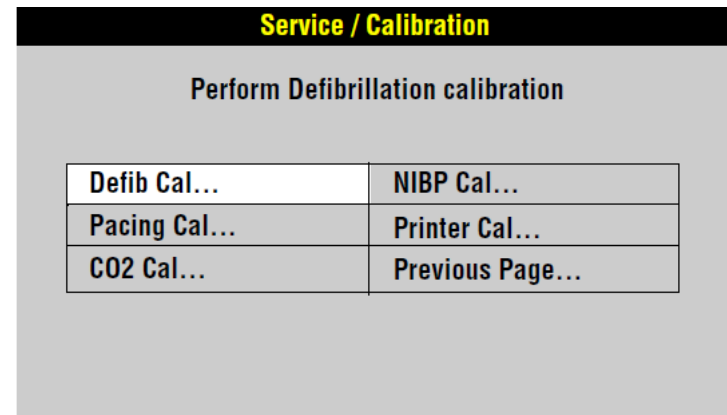 Service / Calibration
Perform Defibrillation calibration
Defib Cal...
NIBP Cal...
Pacing Cal...
Printer Cal...
CO2 Cal...
Previous Page...